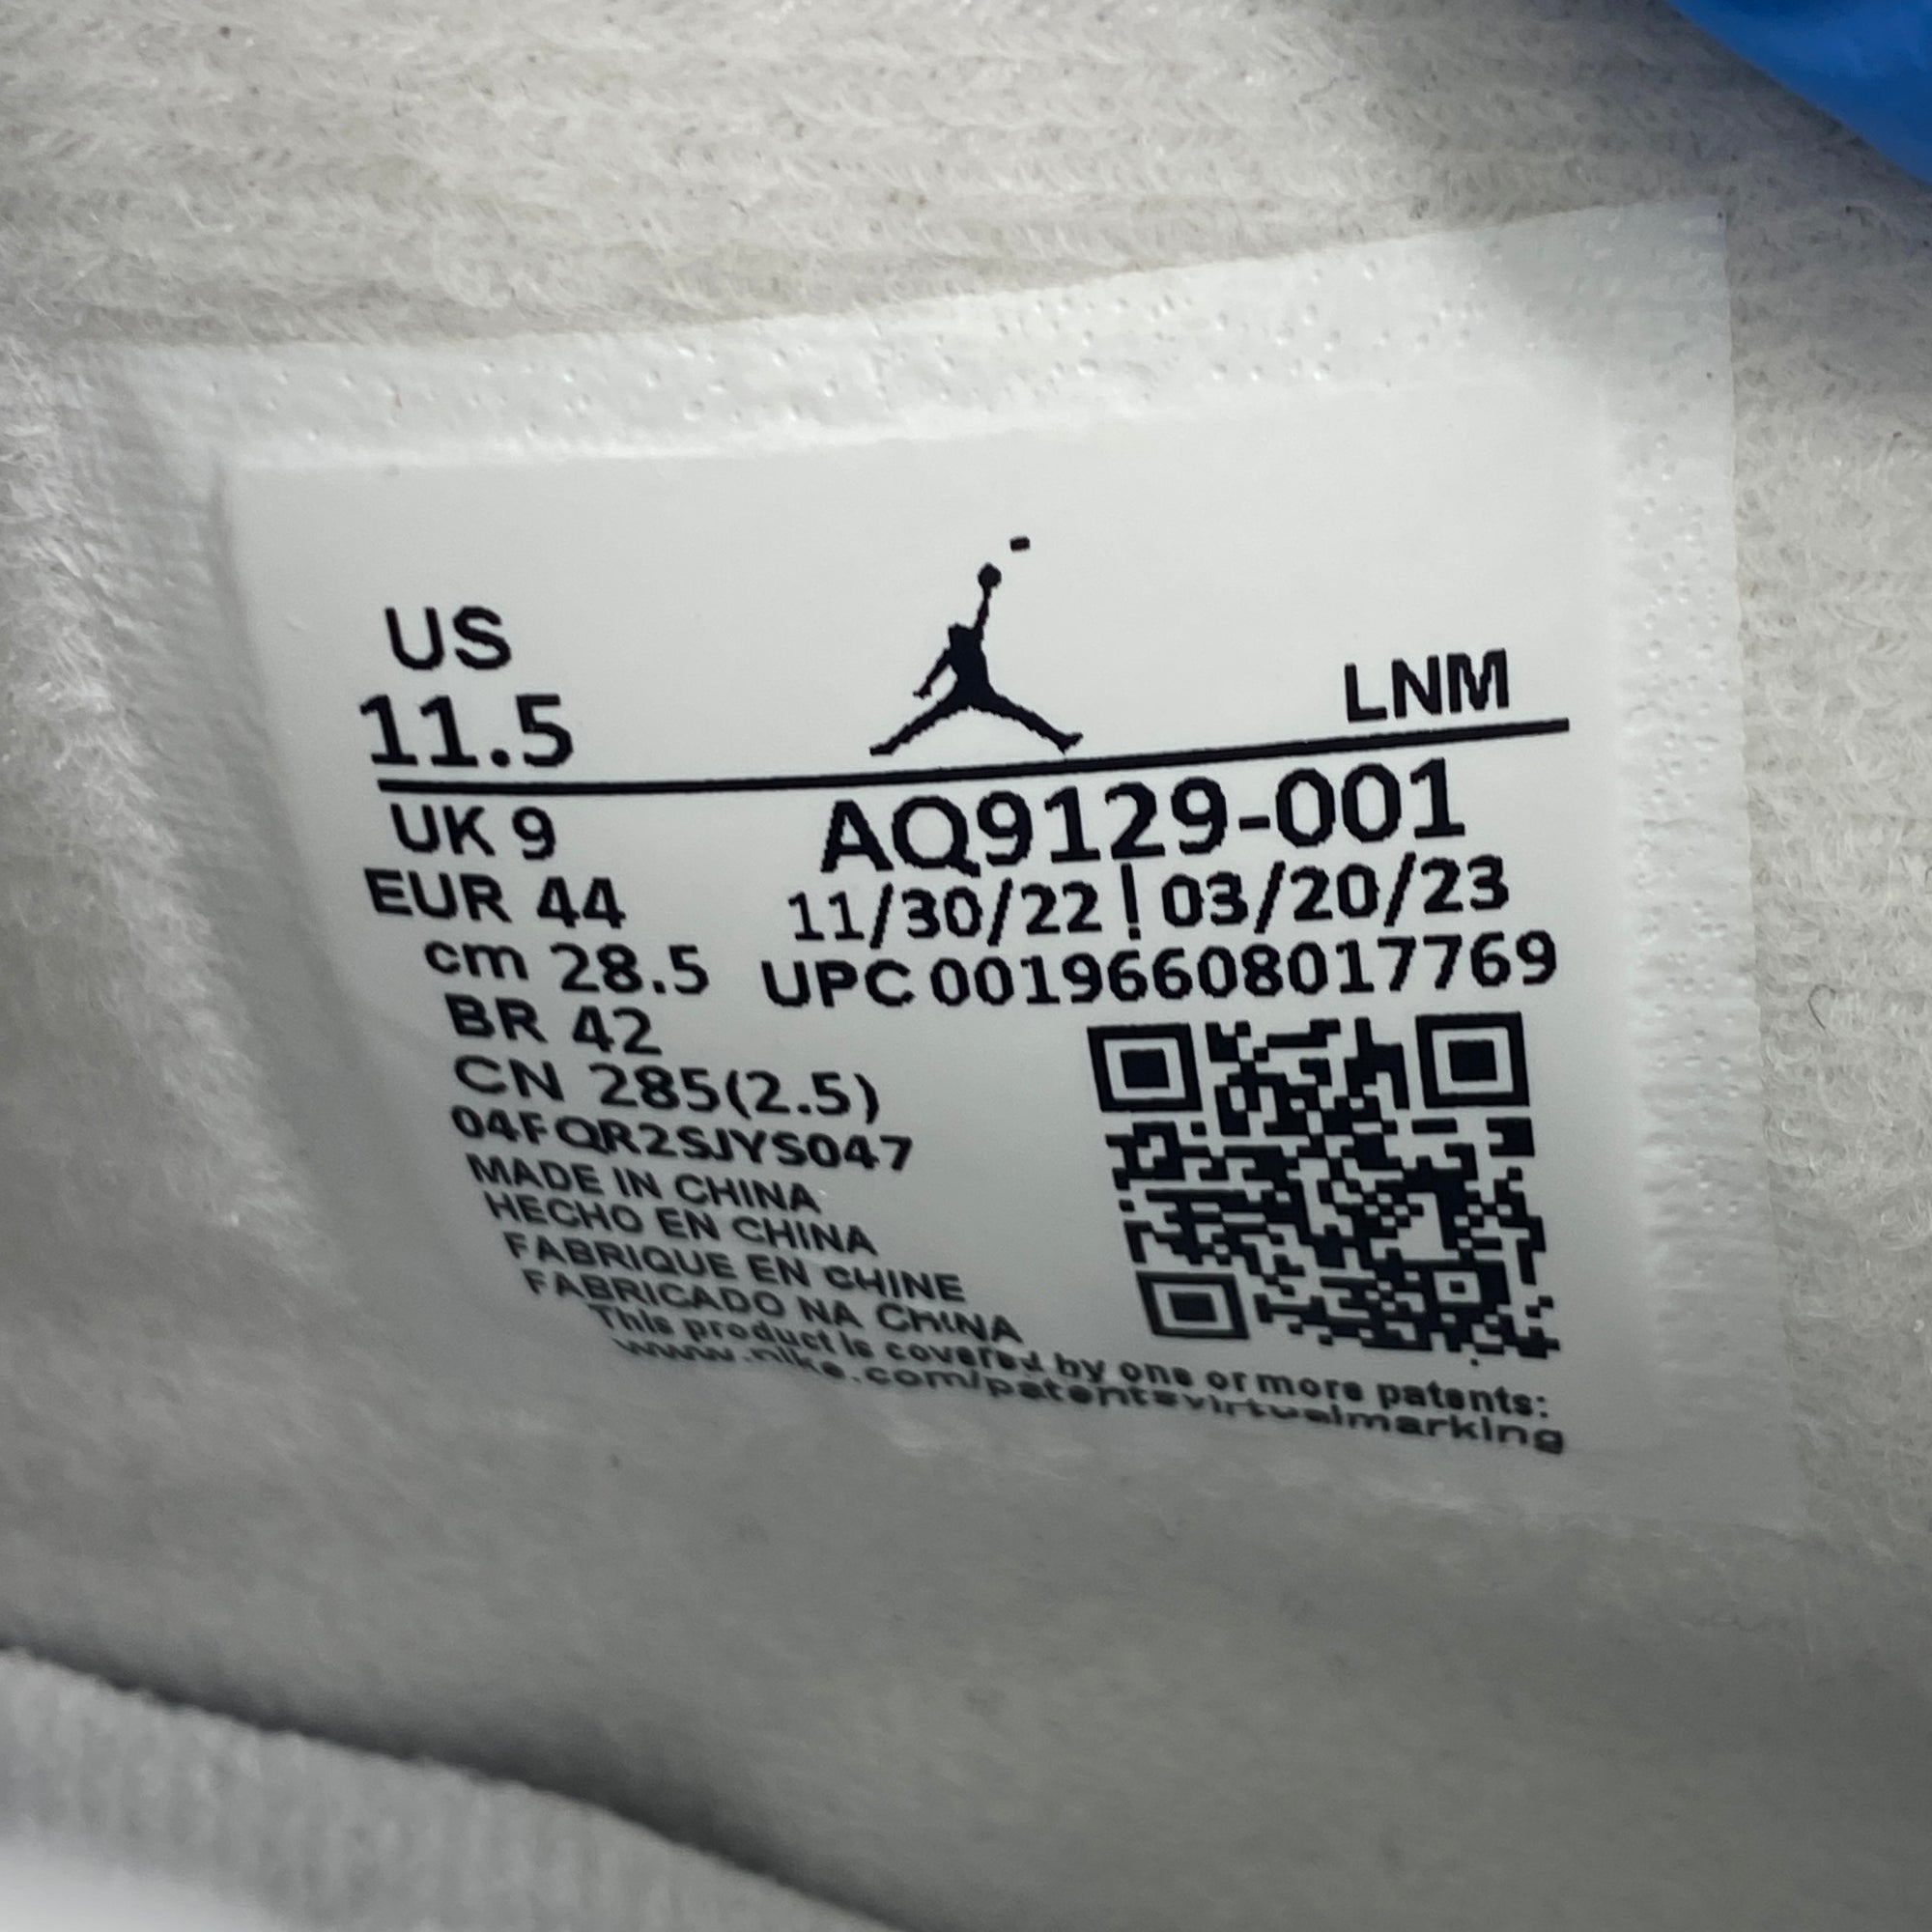 US
11.5
LNM
UK 9
AQ9129-001
EUR 44
11/30/22 | 03/20/23
cm 28.5
UPC 00196608017769
BR 42
CN 285(2.5)
04FQR2SJYS047
MADE IN CHINA
HECHO EN CHINA
FABRIQUE EN CHINE
FABRICADO NA CHINA
This product is covered by one or more patents:
www.nike.com/patentsvirtualmarking